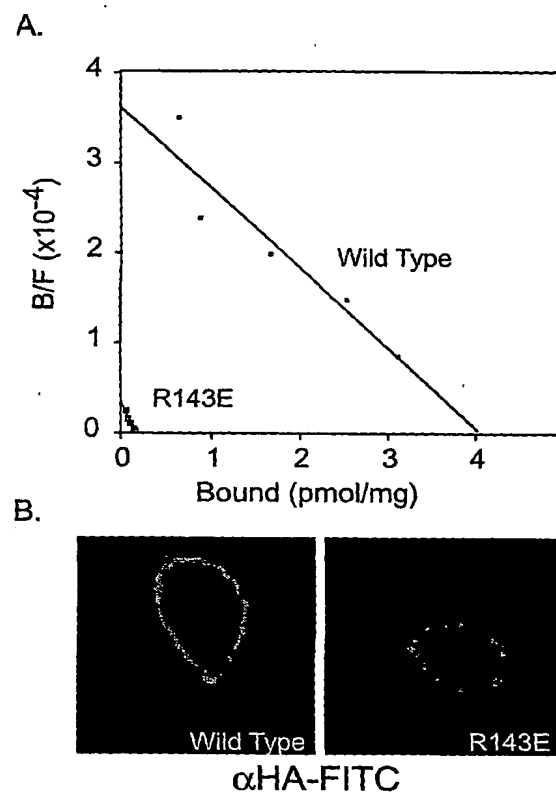 A.
4
3
2
1
0
B/F (x10-4)
Wild Type
R143E
0 1 2 3 4
Bound (pmol/mg)
B.
Wild Type
R143E
αHA-FITC